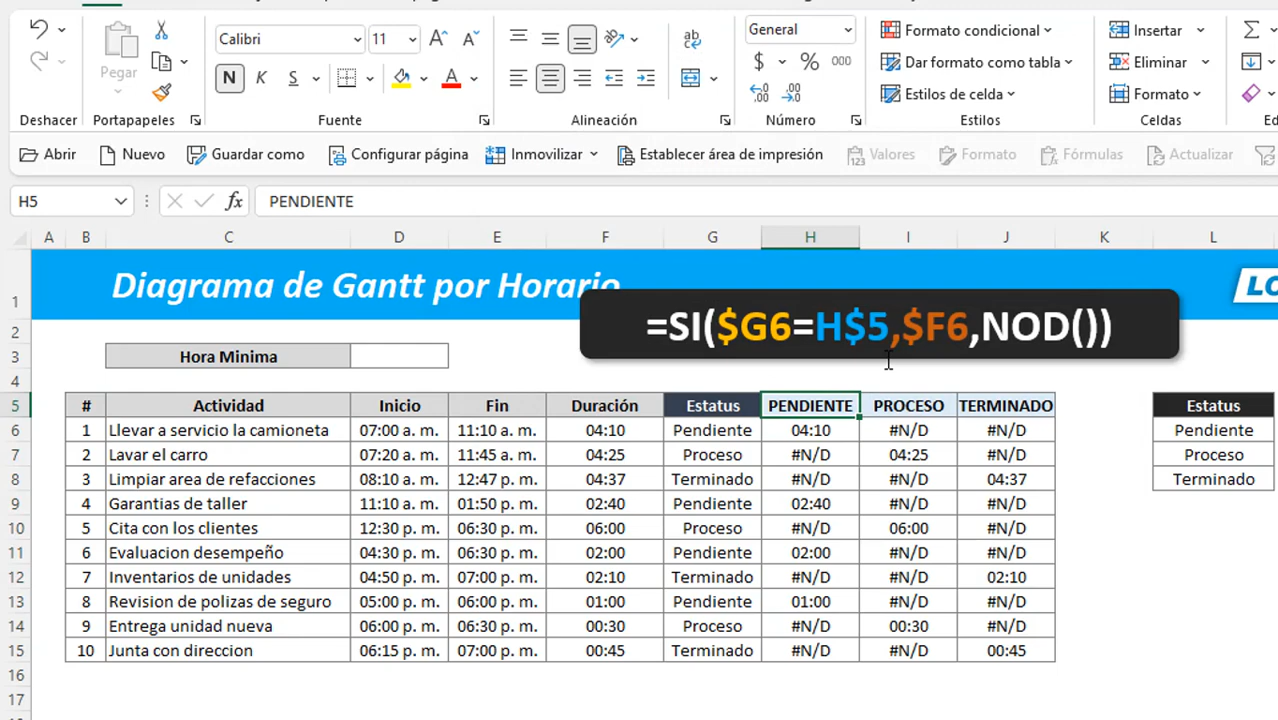 Calibri 11 General Formato condicional Insertar
Pegar $ % 000 Dar formato como tabla Eliminar
N K S A Estilos de celda Formato
Deshacer Portapapeles Fuente Alineación Número Estilos Celdas
Abrir Nuevo Guardar como Configurar página Inmovilizar Establecer área de impresión Valores Formato Fórmulas Actualizar
H5 fx PENDIENTE
A B C D E F G H I J K L
1 Diagrama de Gantt por Horario
=SI($G6=H$5,$F6,NOD())
2
3 Hora Minima
4
5 # Actividad Inicio Fin Duración Estatus PENDIENTE PROCESO TERMINADO Estatus
6 1 Llevar a servicio la camioneta 07:00 a. m. 11:10 a. m. 04:10 Pendiente 04:10 #N/D #N/D Pendiente
7 2 Lavar el carro 07:20 a. m. 11:45 a. m. 04:25 Proceso #N/D 04:25 #N/D Proceso
8 3 Limpiar area de refacciones 08:10 a. m. 12:47 p. m. 04:37 Terminado #N/D #N/D 04:37 Terminado
9 4 Garantias de taller 11:10 a. m. 01:50 p. m. 02:40 Pendiente 02:40 #N/D #N/D
10 5 Cita con los clientes 12:30 p. m. 06:30 p. m. 06:00 Proceso #N/D 06:00 #N/D
11 6 Evaluacion desempeño 04:30 p. m. 06:30 p. m. 02:00 Pendiente 02:00 #N/D #N/D
12 7 Inventarios de unidades 04:50 p. m. 07:00 p. m. 02:10 Terminado #N/D #N/D 02:10
13 8 Revision de polizas de seguro 05:00 p. m. 06:00 p. m. 01:00 Pendiente 01:00 #N/D #N/D
14 9 Entrega unidad nueva 06:00 p. m. 06:30 p. m. 00:30 Proceso #N/D 00:30 #N/D
15 10 Junta con direccion 06:15 p. m. 07:00 p. m. 00:45 Terminado #N/D #N/D 00:45
16
17